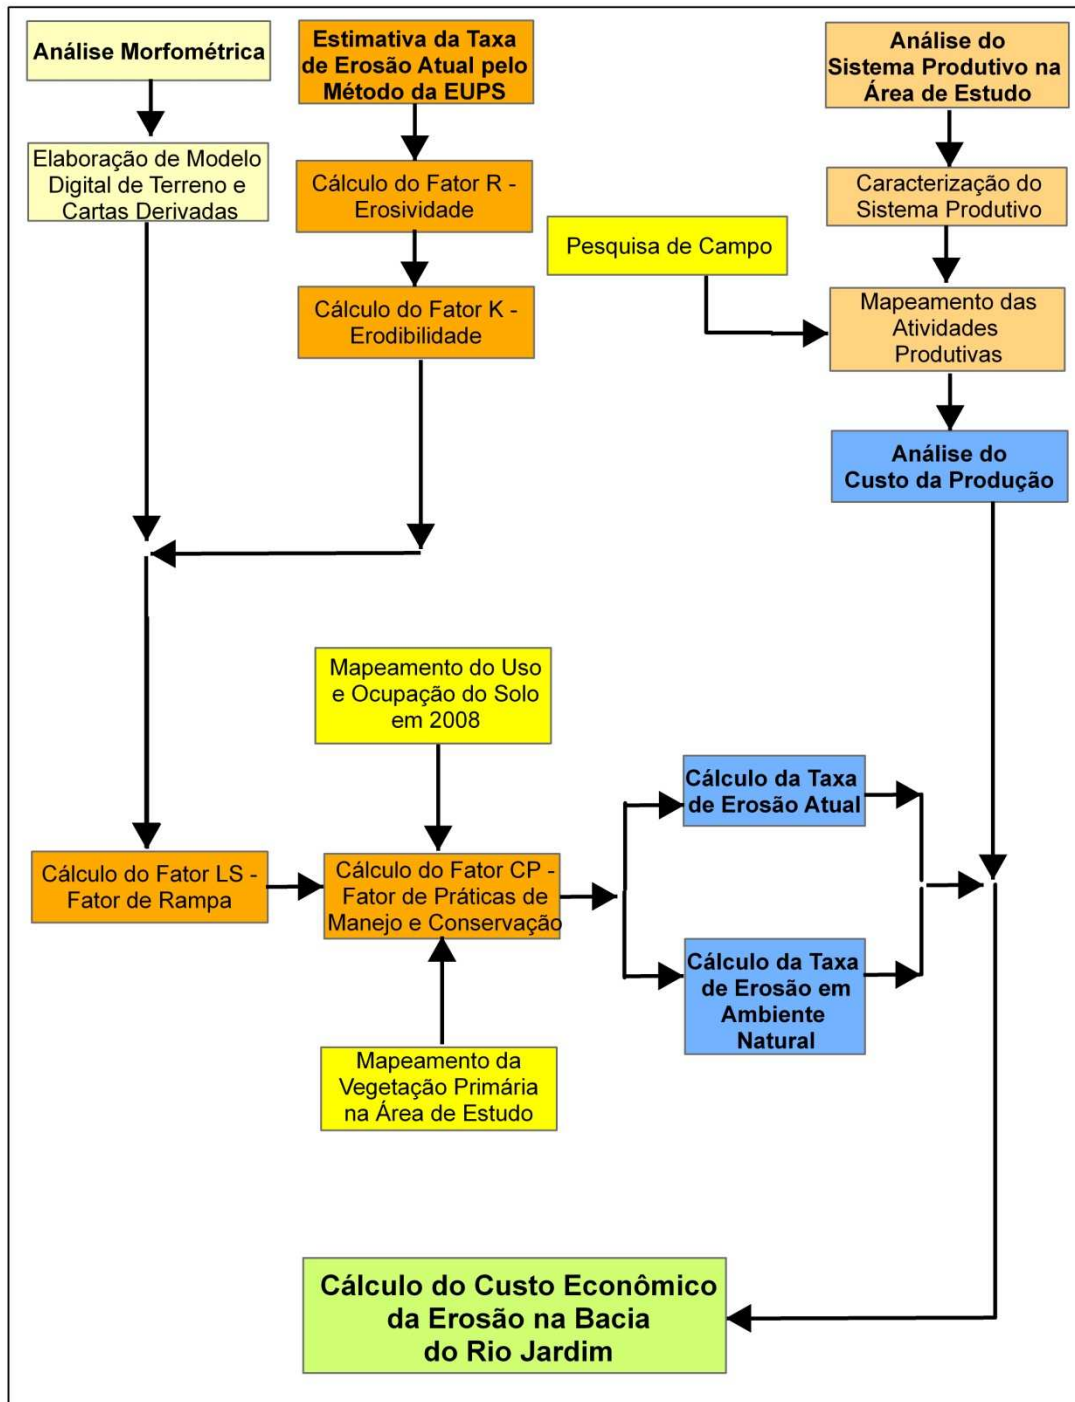 Análise Morfométrica
Estimativa da Taxa
de Erosão Atual pelo
Método da EUPS
Análise do
Sistema Produtivo na
Área de Estudo
Elaboração de Modelo
Digital de Terreno e
Cartas Derivadas
Cálculo do Fator R -
Erosividade
Caracterização do
Sistema Produtivo
Pesquisa de Campo
Cálculo do Fator K -
Erodibilidade
Mapeamento das
Atividades
Produtivas
Análise do
Custo da Produção
Mapeamento do Uso
e Ocupação do Solo
em 2008
Cálculo da Taxa
de Erosão Atual
Cálculo do Fator LS -
Fator de Rampa
Cálculo do Fator CP -
Fator de Práticas de
Manejo e Conservação
Cálculo da Taxa
de Erosão em
Ambiente
Natural
Mapeamento da
Vegetação Primária
na Área de Estudo
Cálculo do Custo Econômico
da Erosão na Bacia
do Rio Jardim